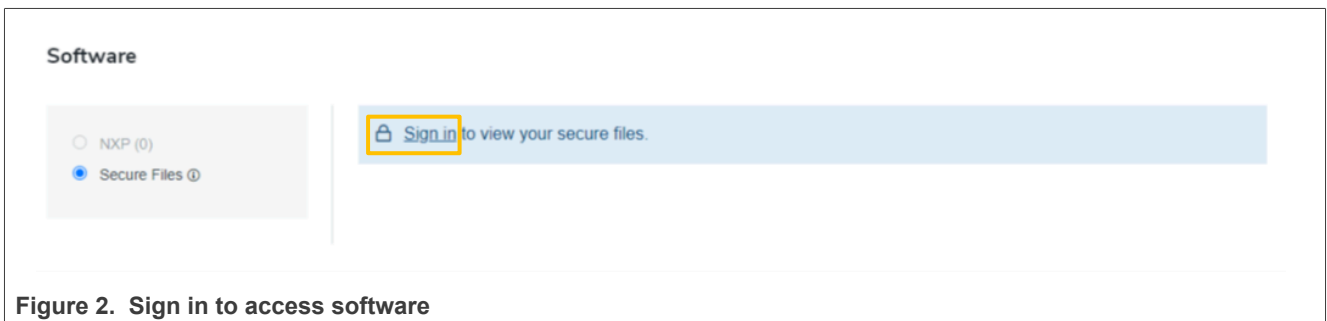 Software
NXP (0)
Secure Files
Sign in to view your secure files.
Figure 2. Sign in to access software